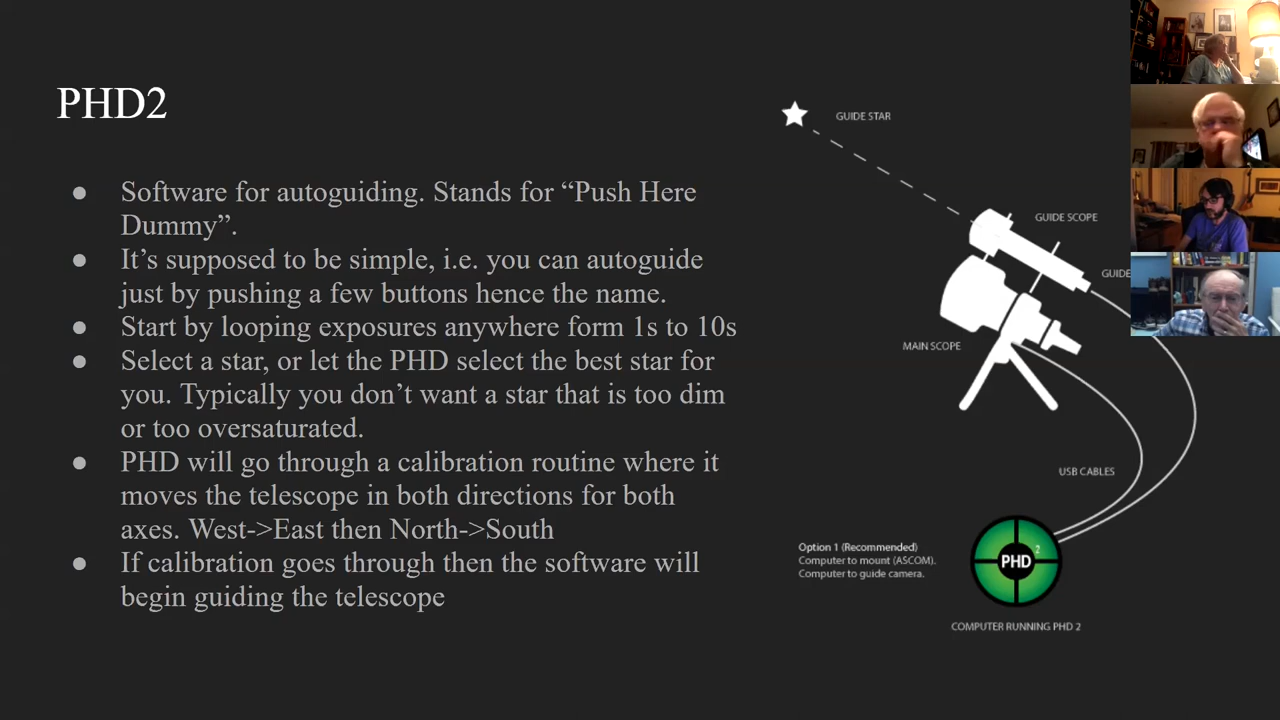 PHD2
● Software for autoguiding. Stands for “Push Here
Dummy”.
● It’s supposed to be simple, i.e. you can autoguide
just by pushing a few buttons hence the name.
● Start by looping exposures anywhere form 1s to 10s
● Select a star, or let the PHD select the best star for
you. Typically you don’t want a star that is too dim
or too oversaturated.
● PHD will go through a calibration routine where it
moves the telescope in both directions for both
axes. West->East then North->South
● If calibration goes through then the software will
begin guiding the telescope
GUIDE STAR
GUIDE SCOPE
GUIDE
MAIN SCOPE
USB CABLES
Option 1 (Recommended)
Computer to mount (ASCOM).
Computer to guide camera.
PHD 2
COMPUTER RUNNING PHD 2